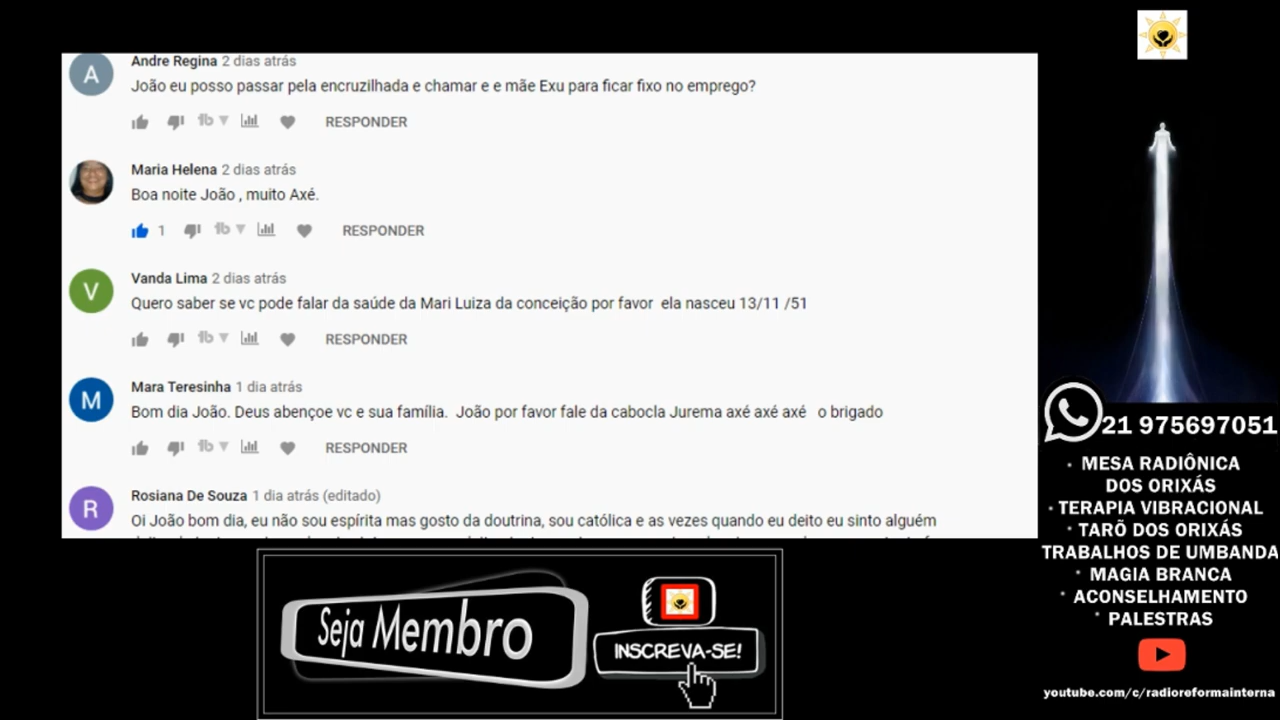 Andre Regina 2 dias atrás
João eu posso passar pela encruzilhada e chamar e e mãe Exu para ficar fixo no emprego?
RESPONDER
Maria Helena 2 dias atrás
Boa noite João , muito Axé.
1 RESPONDER
V
Vanda Lima 2 dias atrás
Quero saber se vc pode falar da saúde da Mari Luiza da conceição por favor ela nasceu 13/11 /51
RESPONDER
M
Mara Teresinha 1 dia atrás
Bom dia João. Deus abençoe vc e sua família. João por favor fale da cabocla Jurema axé axé axé o brigado
RESPONDER
R
Rosiana De Souza 1 dia atrás (editado)
Oi João bom dia, eu não sou espírita mas gosto da doutrina, sou católica e as vezes quando eu deito eu sinto alguém
Seja Membro
INSCREVA-SE!
21 975697051
· MESA RADIÔNICA
DOS ORIXÁS
· TERAPIA VIBRACIONAL
· TARÔ DOS ORIXÁS
TRABALHOS DE UMBANDA
· MAGIA BRANCA
· ACONSELHAMENTO
· PALESTRAS
youtube.com/c/radioreformainterna